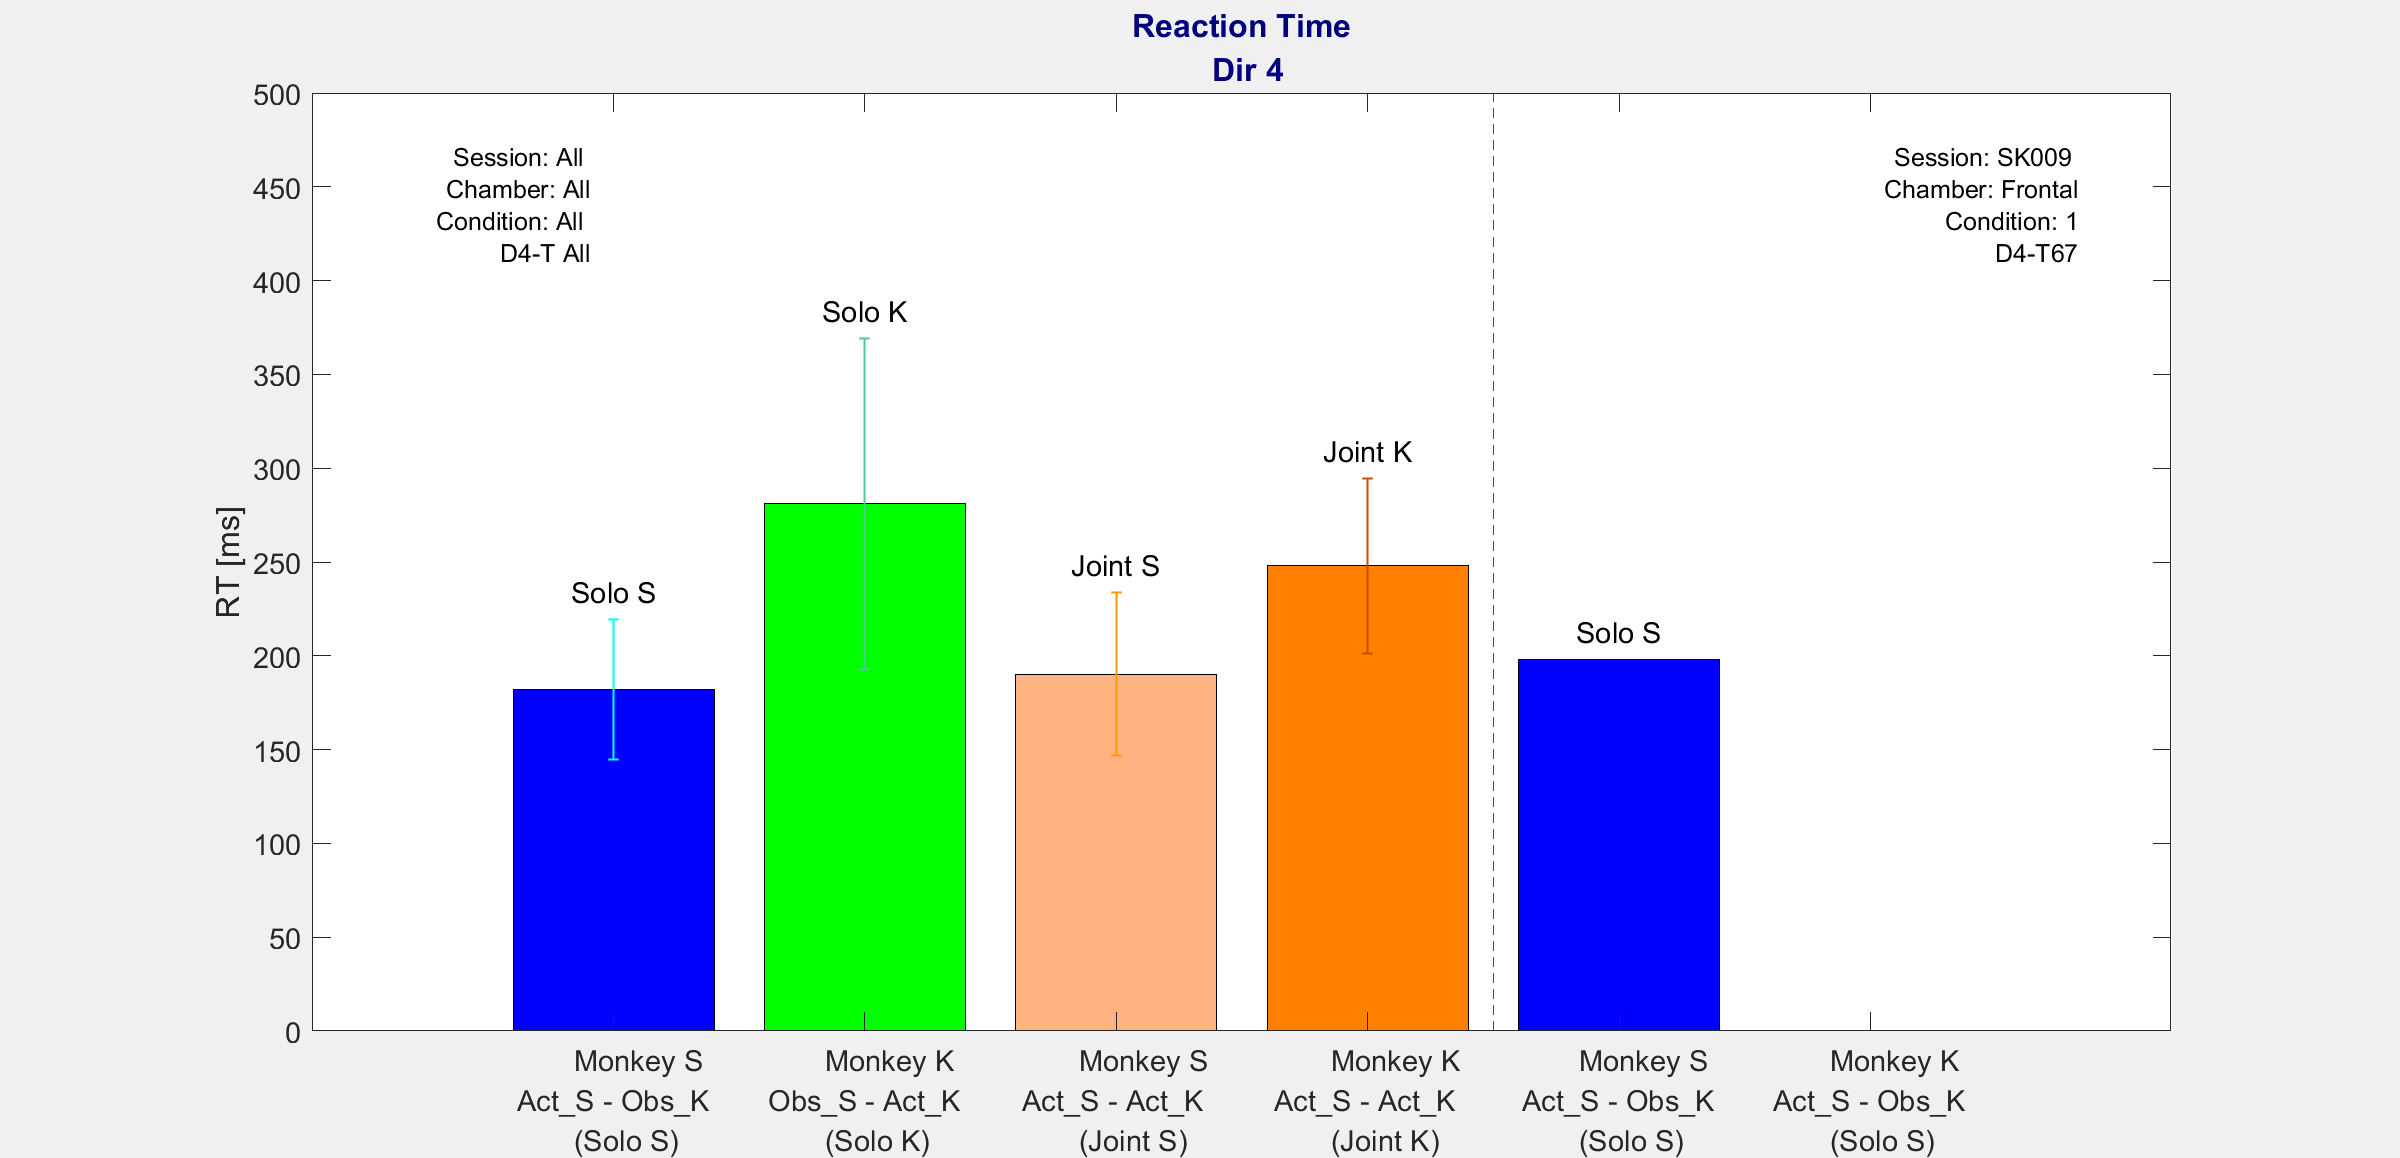 Reaction Time
Dir 4
500
450
400
350
300
250
200
150
100
50
0
RT [ms]
Session: All
Chamber: All
Condition: All
D4-T All
Session: SK009
Chamber: Frontal
Condition: 1
D4-T67
Solo S
Solo K
Joint S
Joint K
Solo S
Monkey S
Act_S - Obs_K
(Solo S)
Monkey K
Obs_S - Act_K
(Solo K)
Monkey S
Act_S - Act_K
(Joint S)
Monkey K
Act_S - Act_K
(Joint K)
Monkey S
Act_S - Obs_K
(Solo S)
Monkey K
Act_S - Obs_K
(Solo S)